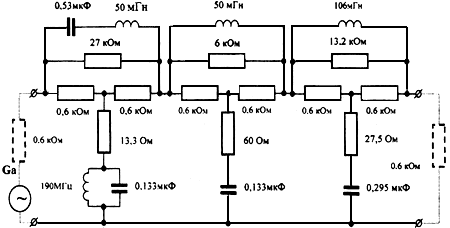 0,53мкФ 50 мГн 50 мГн 106мГн
27 кОм 6 кОм 13.2 кОм
0,6 кОм 0,6 кОм 0.6 кОм 0.6 кОм 0.6 кОм 0.6 кОм
0.6 кОм 13,3 Ом 60 Ом 27,5 Ом 0.6 кОм
Ga
190МГц 0,133мкФ 0,133мкФ 0,295 мкФ
~